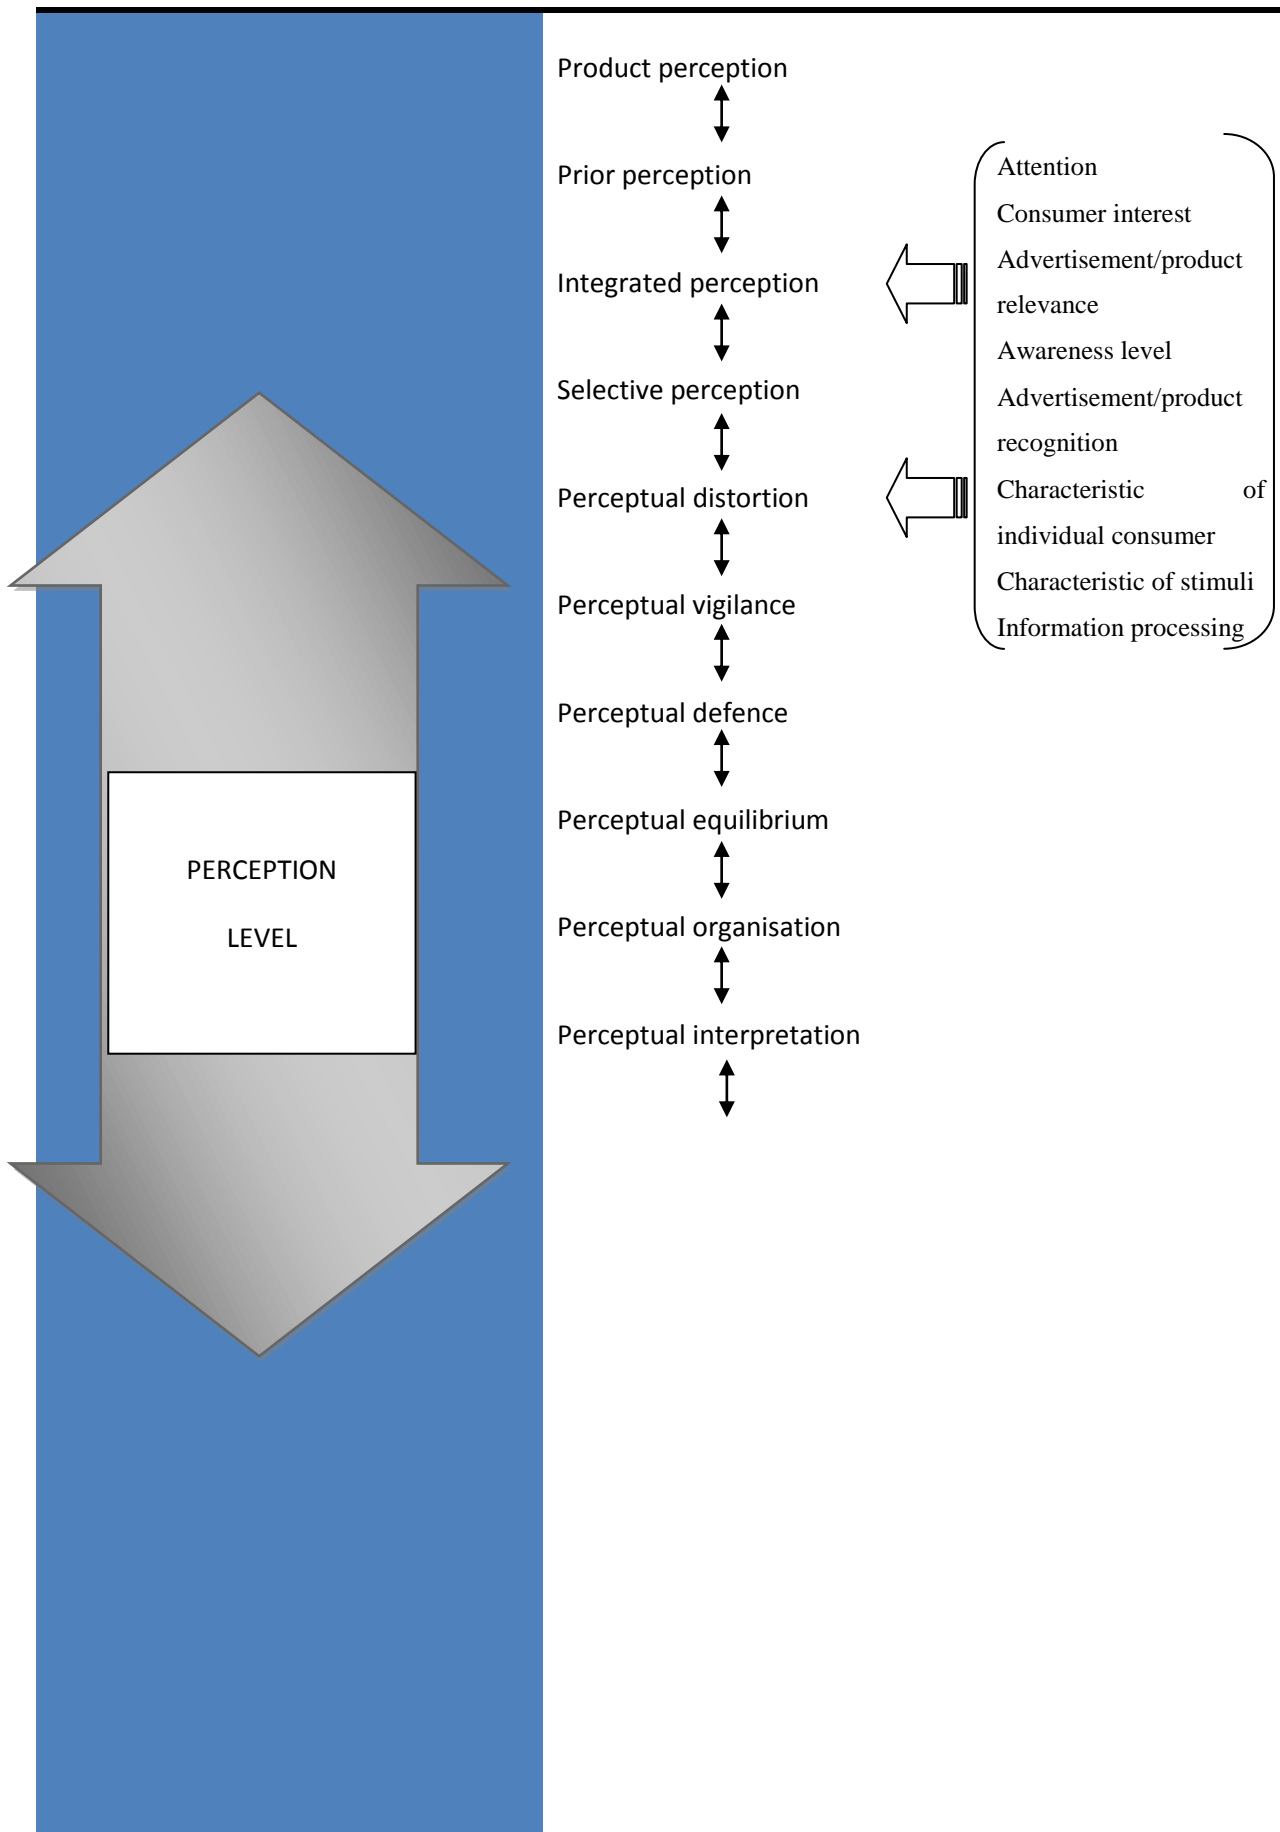 Product perception
Prior perception
Integrated perception
Selective perception
Perceptual distortion
Perceptual vigilance
Perceptual defence
Perceptual equilibrium
Perceptual organisation
Perceptual interpretation
Attention
Consumer interest
Advertisement/product
relevance
Awareness level
Advertisement/product
recognition
Characteristic of
individual consumer
Characteristic of stimuli
Information processing
PERCEPTION
LEVEL